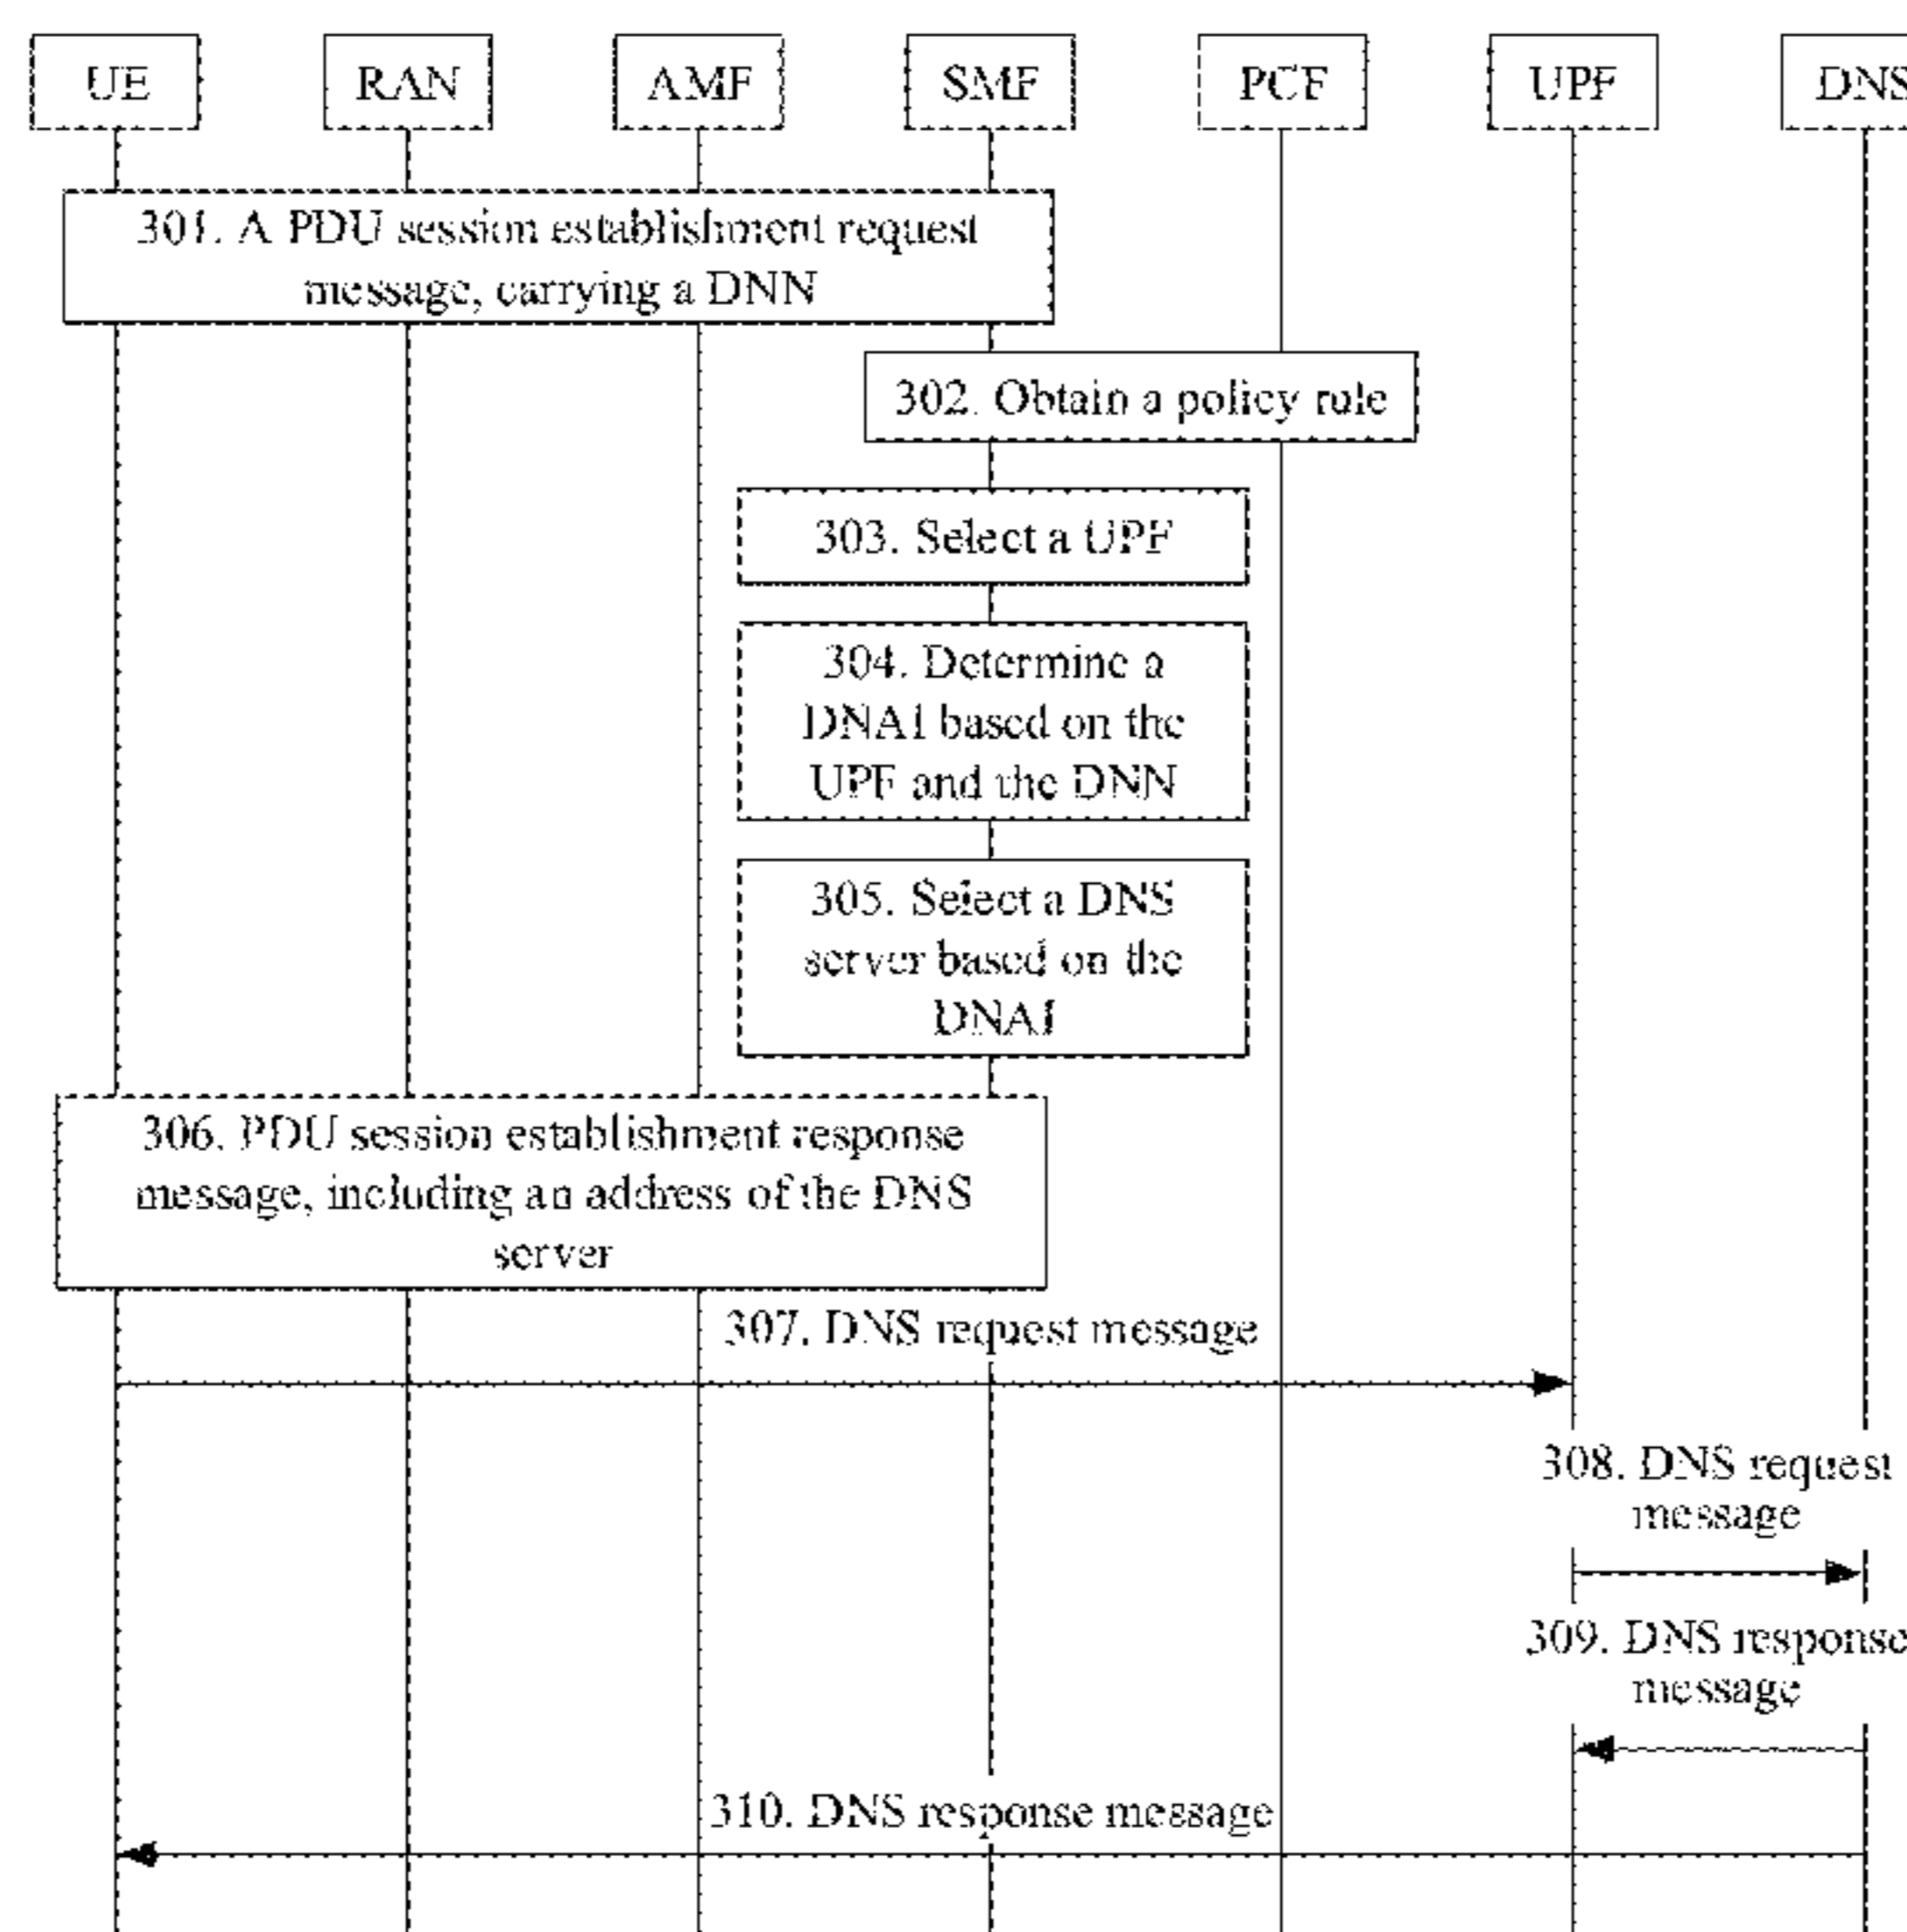 UE
RAN
AMF
SMF
PCF
UPF
DNS
301. A PDU session establishment request
message, carrying a DNN
302. Obtain a policy rule
303. Select a UPF
304. Determine a
DNAI based on the
UPF and the DNN
305. Select a DNS
server based on the
DNAI
306. PDU session establishment response
message, including an address of the DNS
server
307. DNS request message
308. DNS request
message
309. DNS response
message
310. DNS response message